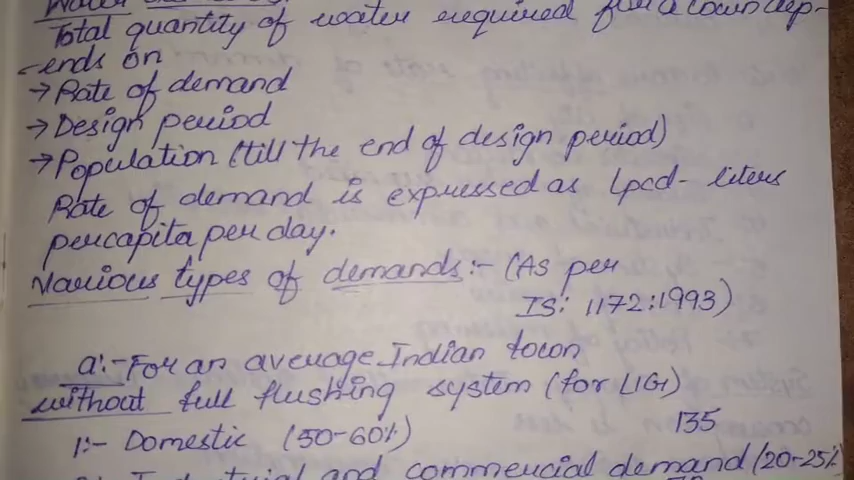 Total quantity of water required for a town dep-
ends on
→ Rate of demand
→ Design period
→ Population (till the end of design period)
Rate of demand is expressed as lpcd - liters
percapita per day.
Various types of demands:- (As per
IS: 1172:1993)
a:- For an average Indian town
without full flushing system (for LIG)
135
1:- Domestic (50-60%)
Industrial and commercial demand (20-25%)